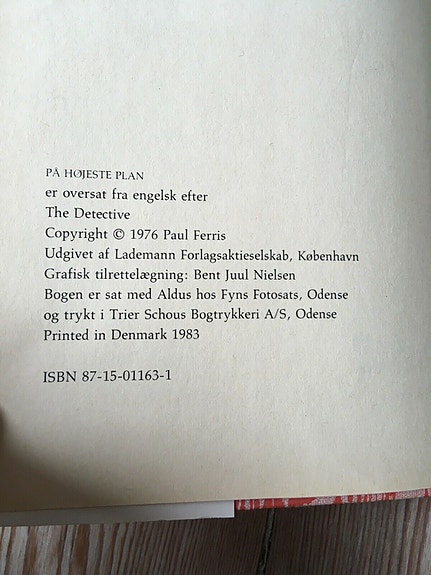 PÅ HØJESTE PLAN
er oversat fra engelsk efter
The Detective
Copyright © 1976 Paul Ferris
Udgivet af Lademann Forlagsaktieselskab, København
Grafisk tilrettelægning: Bent Juul Nielsen
Bogen er sat med Aldus hos Fyns Fotosats, Odense
og trykt i Trier Schous Bogtrykkeri A/S, Odense
Printed in Denmark 1983
ISBN 87-15-01163-1